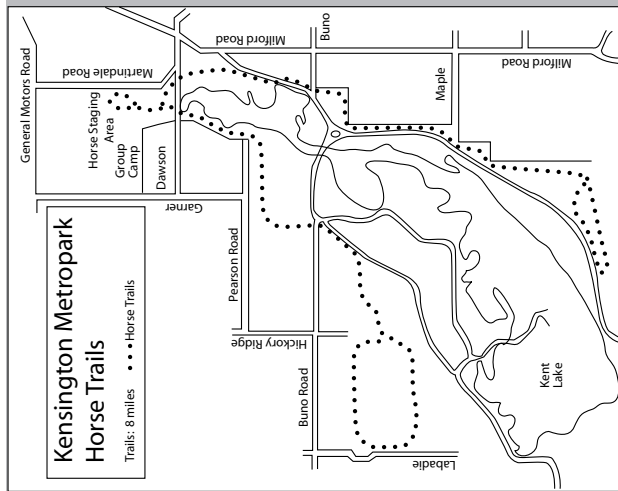 Kensington Metropark
Horse Trails
Trails: 8 miles
Horse Trails
General Motors Road
Martindale Road
Milford Road
Buno
Milford Road
Maple
Horse Staging
Area
Group
Camp
Dawson
Garner
Pearson Road
Hickory Ridge
Buno Road
Labadie
Kent
Lake